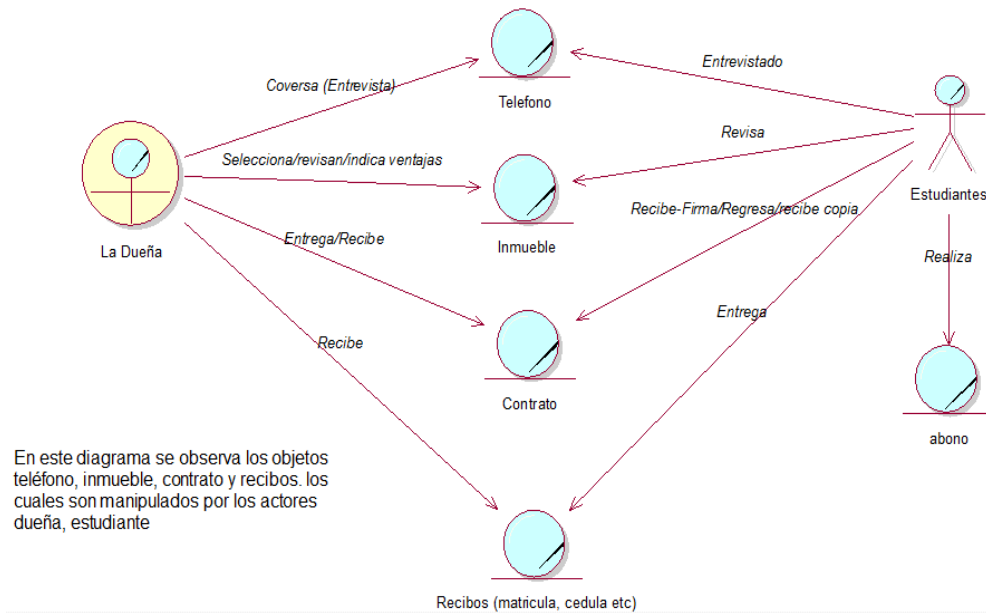 Entrevistado
Coversa (Entrevista)
Telefono
Revisa
Selecciona/revisan/indica ventajas
Estudiantes
Recibe-Firma/Regresa/recibe copia
La Dueña
Entrega/Recibe
Inmueble
Realiza
Entrega
Recibe
Contrato
abono
En este diagrama se observa los objetos
teléfono, inmueble, contrato y recibos. los
cuales son manipulados por los actores
dueña, estudiante
Recibos (matricula, cedula etc)